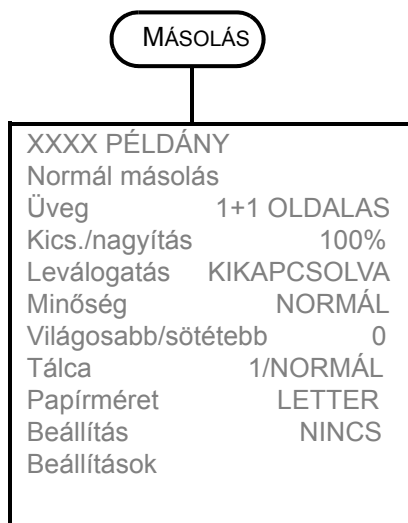 MÁSOLÁS
XXXX PÉLDÁNY
Normál másolás
Üveg 1+1 OLDALAS
Kics./nagyítás 100%
Leválogatás KIKAPCSOLVA
Minőség NORMÁL
Világosabb/sötétebb 0
Tálca 1/NORMÁL
Papírméret LETTER
Beállítás NINCS
Beállítások